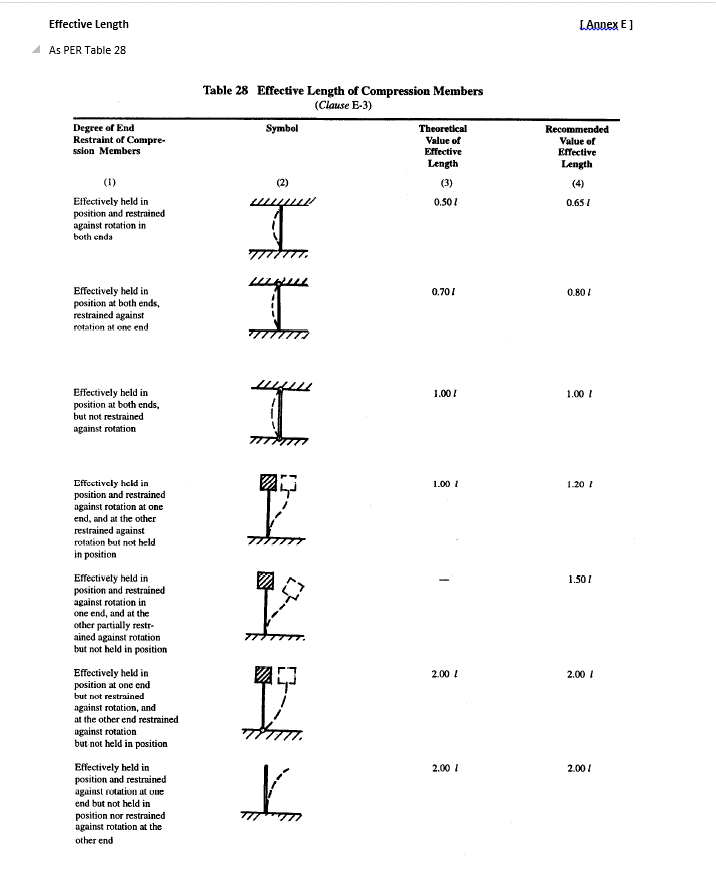 Effective Length
[Annex E ]
As PER Table 28
Table 28 Effective Length of Compression Members
(Clause E-3)
Degree of End
Restraint of Compre-
ssion Members
Symbol
Theoretical
Value of
Effective
Length
Recommended
Value of
Effective
Length
(1)
(2)
(3)
(4)
Effectively held in
position and restrained
against rotation in
both ends
0.50 l
0.65 l
Effectively held in
position at both ends,
restrained against
rotation at one end
0.70 l
0.80 l
Effectively held in
position at both ends,
but not restrained
against rotation
1.00 l
1.00 l
Effectively held in
position and restrained
against rotation at one
end, and at the other
restrained against
rotation but not held
in position
1.00 l
1.20 l
Effectively held in
position and restrained
against rotation in
one end, and at the
other partially restr-
ained against rotation
but not held in position
—
1.50 l
Effectively held in
position at one end
but not restrained
against rotation, and
at the other end restrained
against rotation
but not held in position
2.00 l
2.00 l
Effectively held in
position and restrained
against rotation at one
end but not held in
position nor restrained
against rotation at the
other end
2.00 l
2.00 l